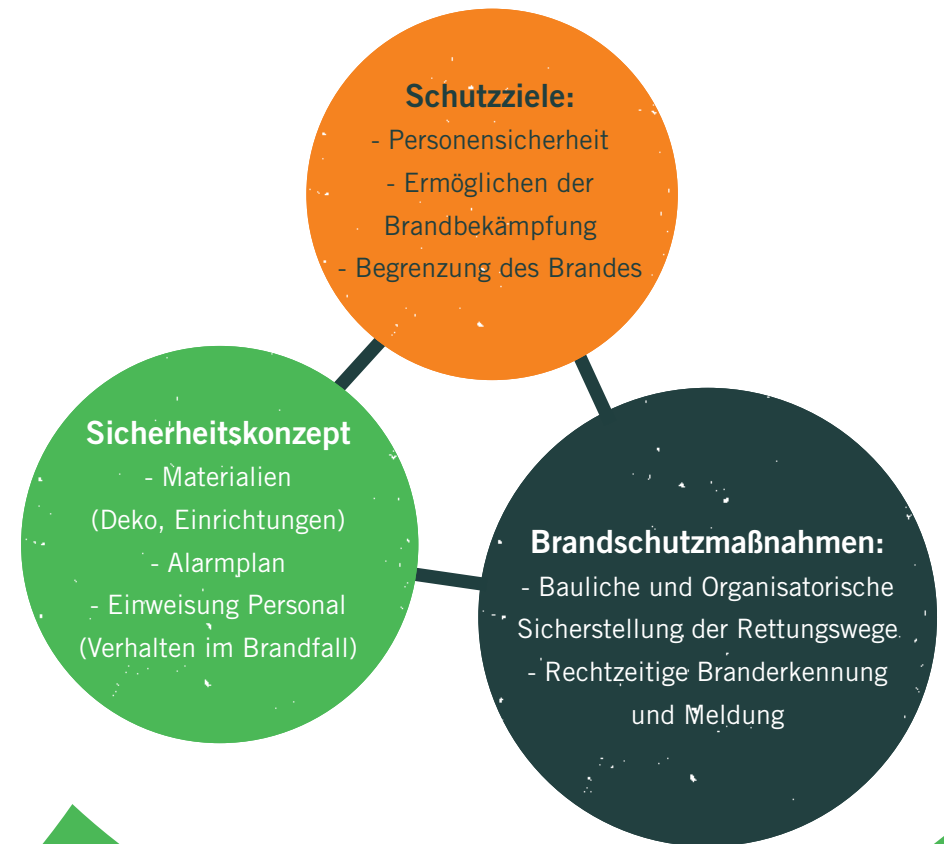 Schutzziele:
- Personensicherheit
- Ermöglichen der
Brandbekämpfung
- Begrenzung des Brandes
Sicherheitskonzept
- Materialien
(Deko, Einrichtungen)
- Alarmplan
- Einweisung Personal
(Verhalten im Brandfall)
Brandschutzmaßnahmen:
- Bauliche und Organisatorische
Sicherstellung der Rettungswege
- Rechtzeitige Branderkennung
und Meldung